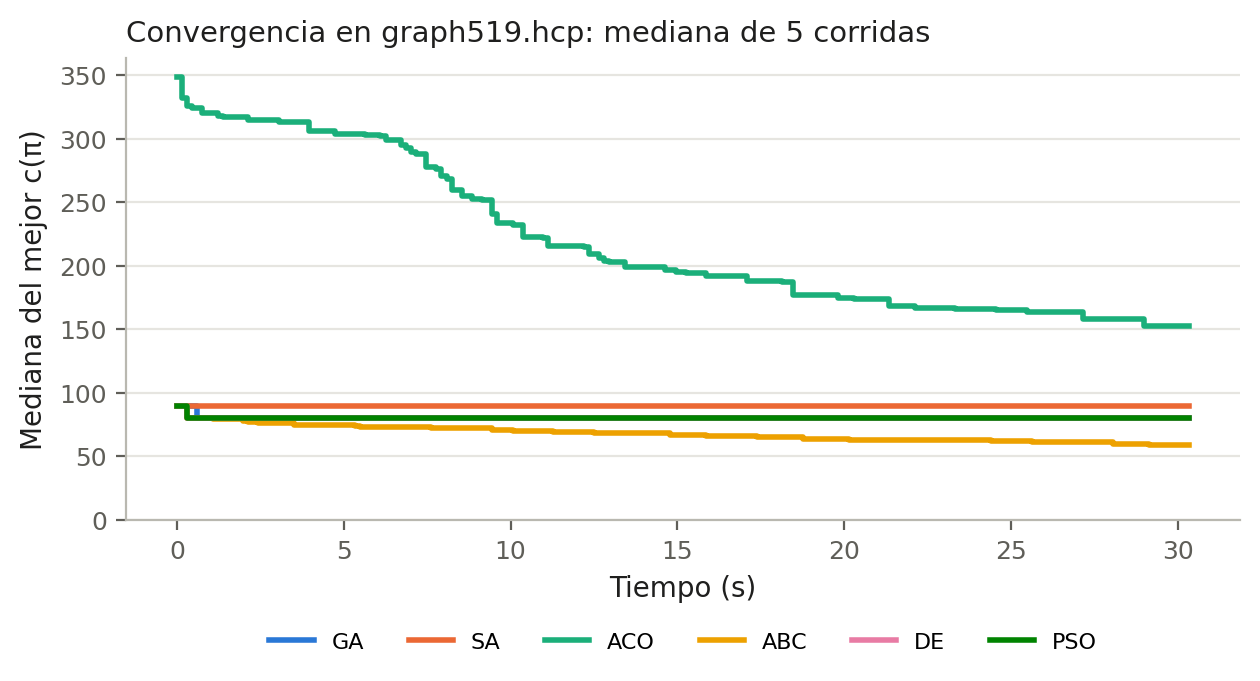 Convergencia en graph519.hcp: mediana de 5 corridas
Mediana del mejor c(π)
350
300
250
200
150
100
50
0
0 5 10 15 20 25 30
Tiempo (s)
GA SA ACO ABC DE PSO